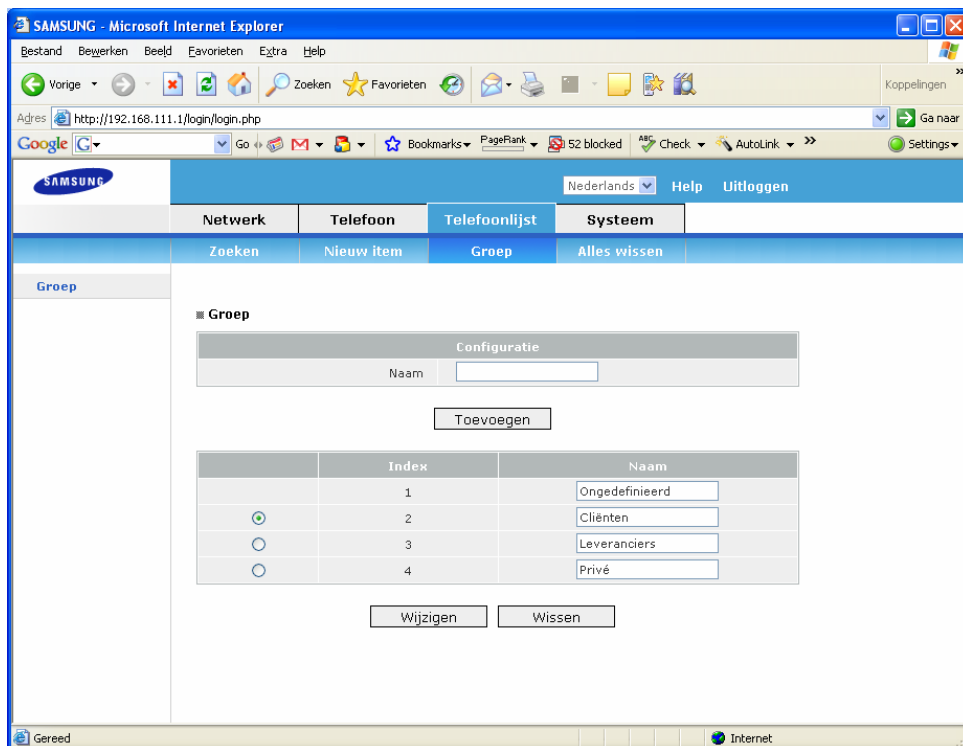 SAMSUNG - Microsoft Internet Explorer
Bestand Bewerken Beeld Favorieten Extra Help
Vorige Zoeken Favorieten Koppelingen
Adres http://192.168.111.1/login/login.php Ga naar
Google G Go Bookmarks PageRank 52 blocked ABC Check AutoLink Settings
SAMSUNG Nederlands Help Uitloggen
Netwerk Telefoon Telefoonlijst Systeem
Zoeken Nieuw item Groep Alles wissen
Groep
Groep
Configuratie
Naam
Toevoegen
Index Naam
1 Ongedefinieerd
2 Cliënten
3 Leveranciers
4 Privé
Wijzigen Wissen
Gereed Internet